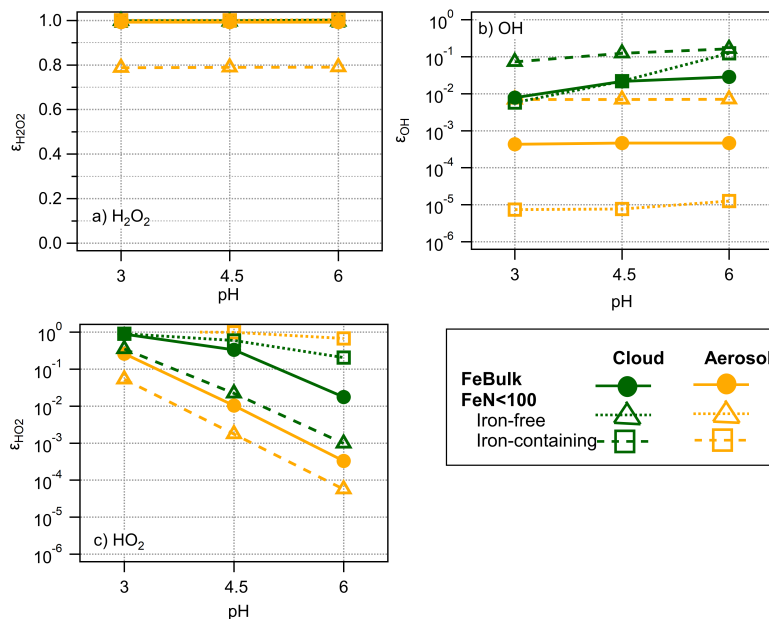 1.0
0.8
0.6
0.4
0.2
0.0
εH2O2
a) H2O2
3 4.5 6
pH
b) OH
10^0
10^-1
10^-2
10^-3
10^-4
10^-5
10^-6
εOH
3 4.5 6
pH
10^0
10^-1
10^-2
10^-3
10^-4
10^-5
10^-6
εHO2
c) HO2
3 4.5 6
pH
Cloud Aerosol
FeBulk
FeN<100
Iron-free
Iron-containing